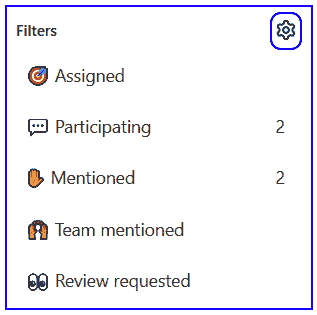 Filters
Assigned
Participating 2
Mentioned 2
Team mentioned
Review requested